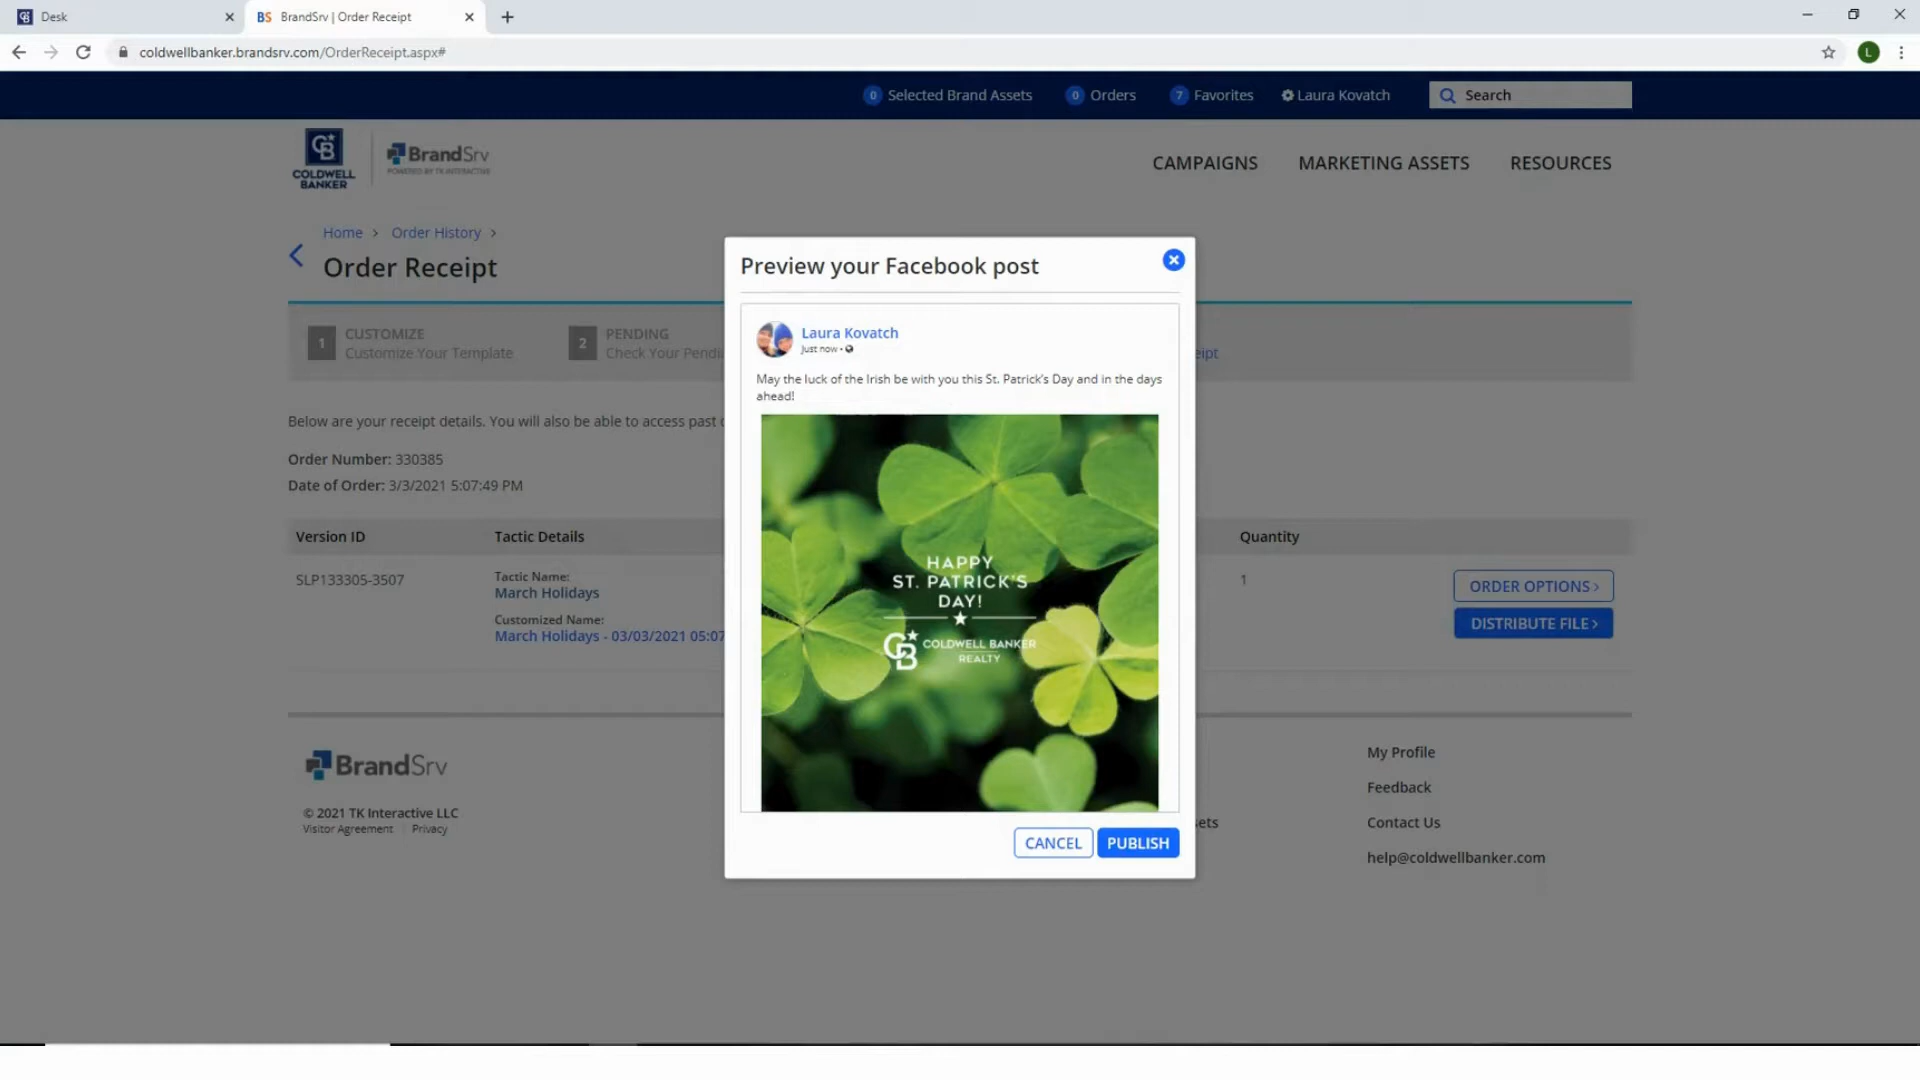 Desk
BS BrandSrv | Order Receipt
coldwellbanker.brandsrv.com/OrderReceipt.aspx#
L
0 Selected Brand Assets 0 Orders 7 Favorites Laura Kovatch Search
CB
COLDWELL
BANKER
BrandSrv
POWERED BY TK INTERACTIVE
CAMPAIGNS MARKETING ASSETS RESOURCES
Home > Order History >
Order Receipt
1 CUSTOMIZE
Customize Your Template
2 PENDING
Check Your Pendi
eipt
Below are your receipt details. You will also be able to access past o
Order Number: 330385
Date of Order: 3/3/2021 5:07:49 PM
Version ID Tactic Details Quantity
SLP133305-3507
Tactic Name:
March Holidays
Customized Name:
March Holidays - 03/03/2021 05:07
1
ORDER OPTIONS >
DISTRIBUTE FILE >
Preview your Facebook post
Laura Kovatch
Just now •
May the luck of the Irish be with you this St. Patrick's Day and in the days
ahead!
HAPPY
ST. PATRICK'S
DAY!
CB COLDWELL BANKER
REALTY
CANCEL PUBLISH
BrandSrv
© 2021 TK Interactive LLC
Visitor Agreement | Privacy
sets
My Profile
Feedback
Contact Us
help@coldwellbanker.com